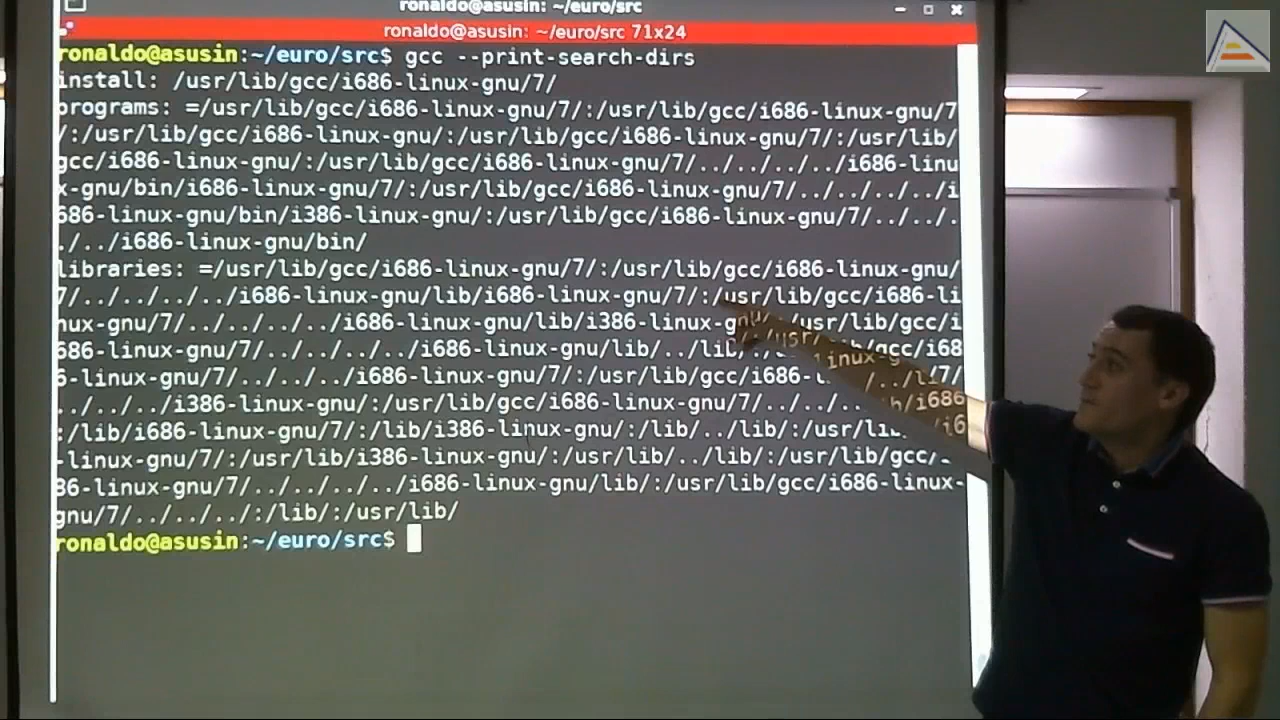 ronaldo@asusin: ~/euro/src
ronaldo@asusin: ~/euro/src 71x24
ronaldo@asusin:~/euro/src$ gcc --print-search-dirs
install: /usr/lib/gcc/i686-linux-gnu/7/
programs: =/usr/lib/gcc/i686-linux-gnu/7/:/usr/lib/gcc/i686-linux-gnu/7
/:/usr/lib/gcc/i686-linux-gnu/:/usr/lib/gcc/i686-linux-gnu/7/:/usr/lib/
gcc/i686-linux-gnu/:/usr/lib/gcc/i686-linux-gnu/7/../../../../i686-linu
x-gnu/bin/i686-linux-gnu/7/:/usr/lib/gcc/i686-linux-gnu/7/../../../../i
686-linux-gnu/bin/i386-linux-gnu/:/usr/lib/gcc/i686-linux-gnu/7/../../.
./../i686-linux-gnu/bin/
libraries: =/usr/lib/gcc/i686-linux-gnu/7/:/usr/lib/gcc/i686-linux-gnu/
7/../../../../i686-linux-gnu/lib/i686-linux-gnu/7/:/usr/lib/gcc/i686-li
nux-gnu/7/../../../../i686-linux-gnu/lib/i386-linux-gnu/:/usr/lib/gcc/i
686-linux-gnu/7/../../../../i686-linux-gnu/lib/../lib/:/usr/lib/gcc/i68
6-linux-gnu/7/../../../i686-linux-gnu/7/:/usr/lib/gcc/i686-l /../../7/
../../../i386-linux-gnu/:/usr/lib/gcc/i686-linux-gnu/7/../../.. b/i686
:/lib/i686-linux-gnu/7/:/lib/i386-linux-gnu/:/lib/../lib/:/usr/lib/i6
-linux-gnu/7/:/usr/lib/i386-linux-gnu/:/usr/lib/../lib/:/usr/lib/gcc/i
86-linux-gnu/7/../../../../i686-linux-gnu/lib/:/usr/lib/gcc/i686-linux-
gnu/7/../../../:/lib/:/usr/lib/
ronaldo@asusin:~/euro/src$